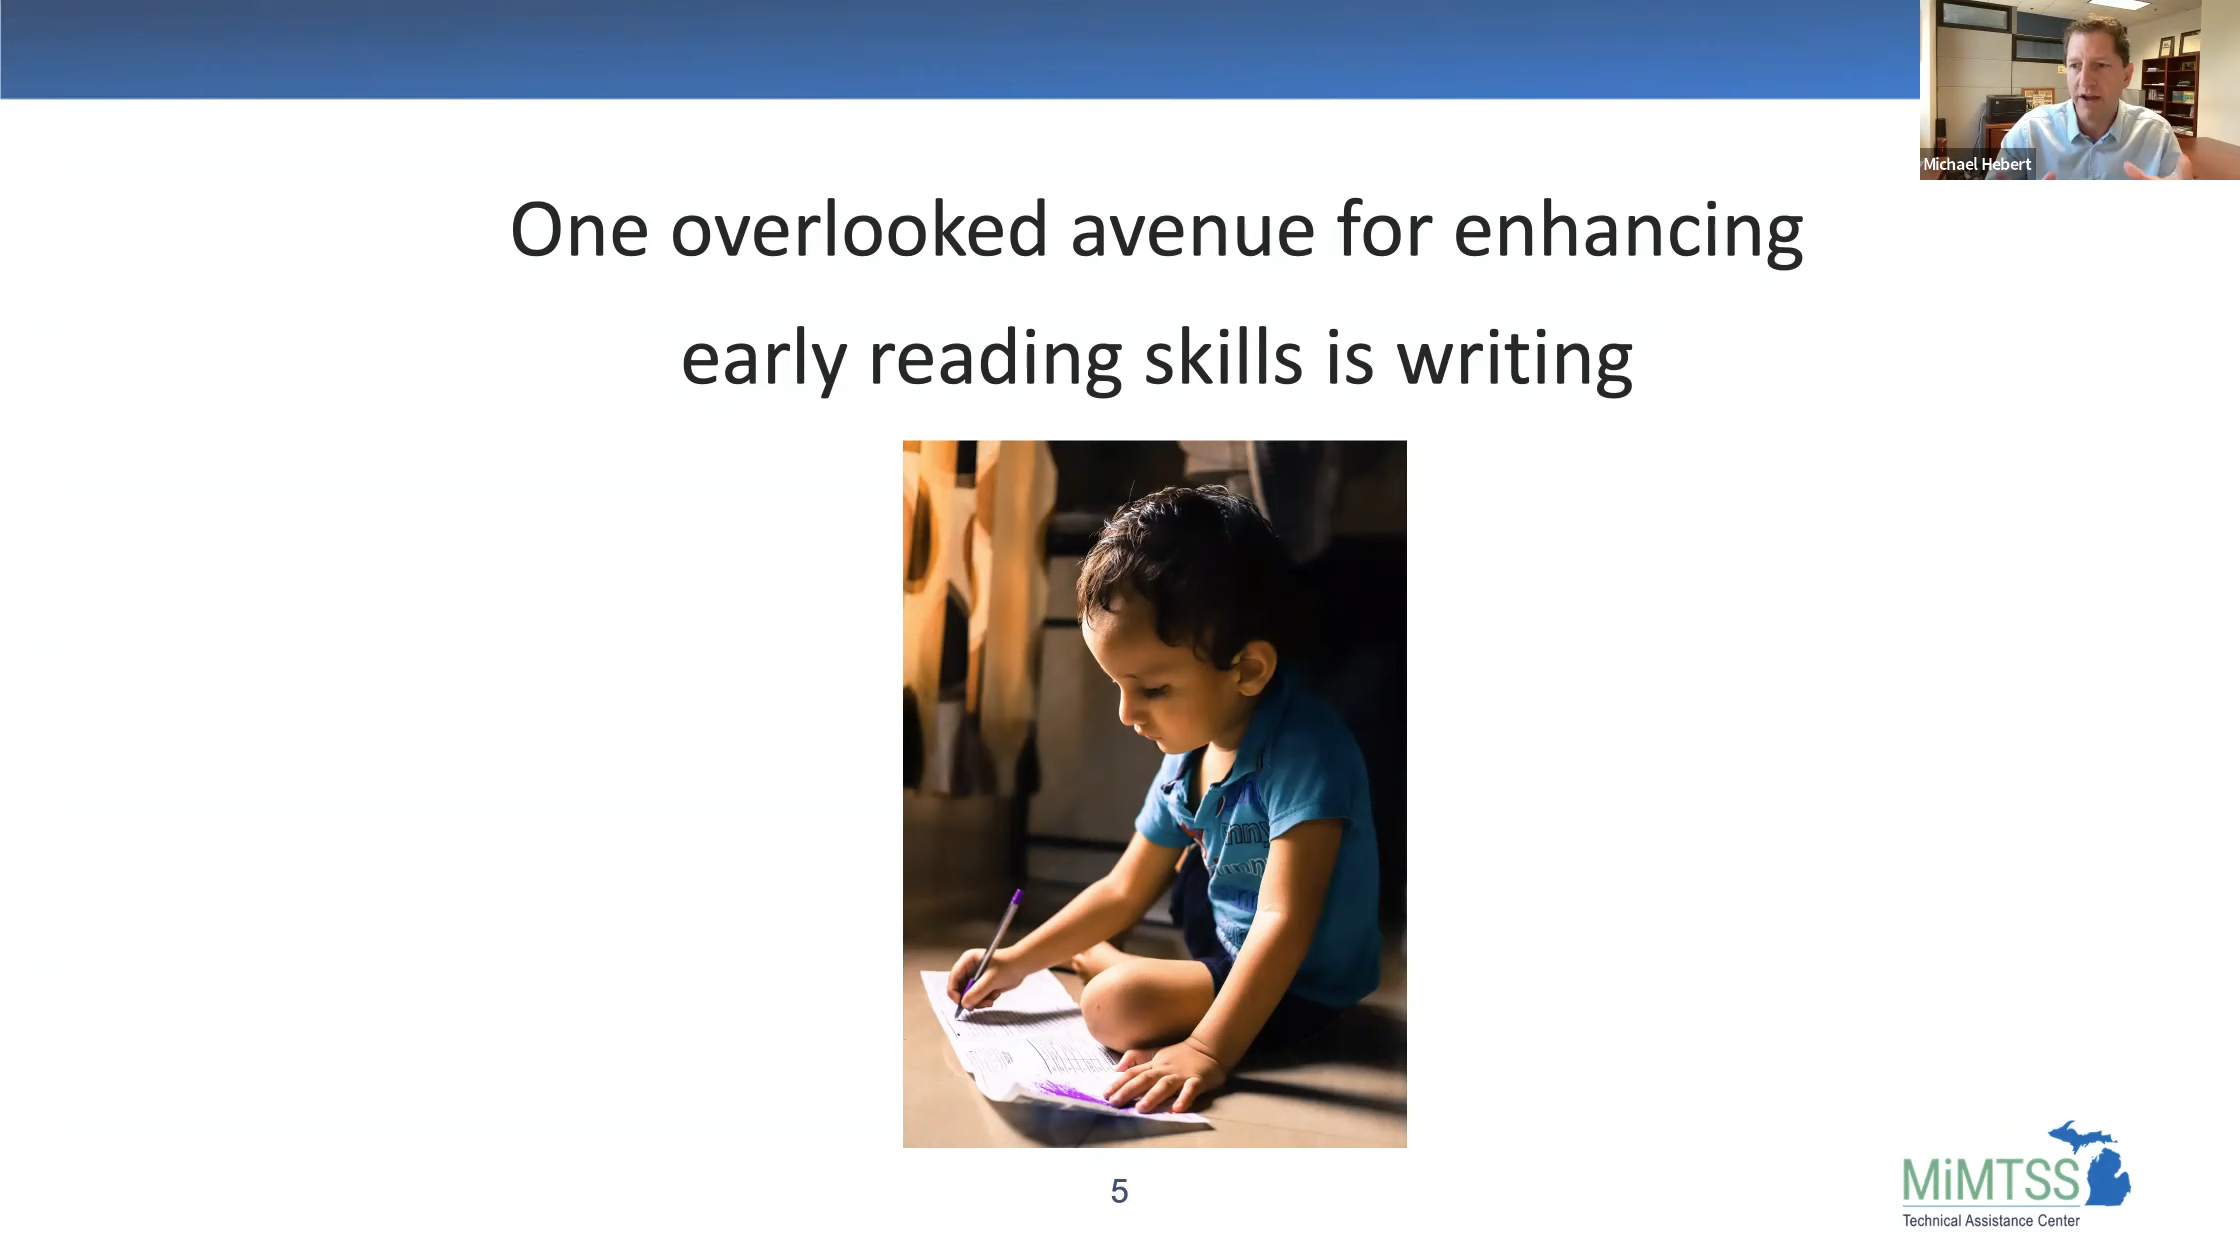 Michael Hebert
One overlooked avenue for enhancing
early reading skills is writing
5
MiMTSS
Technical Assistance Center